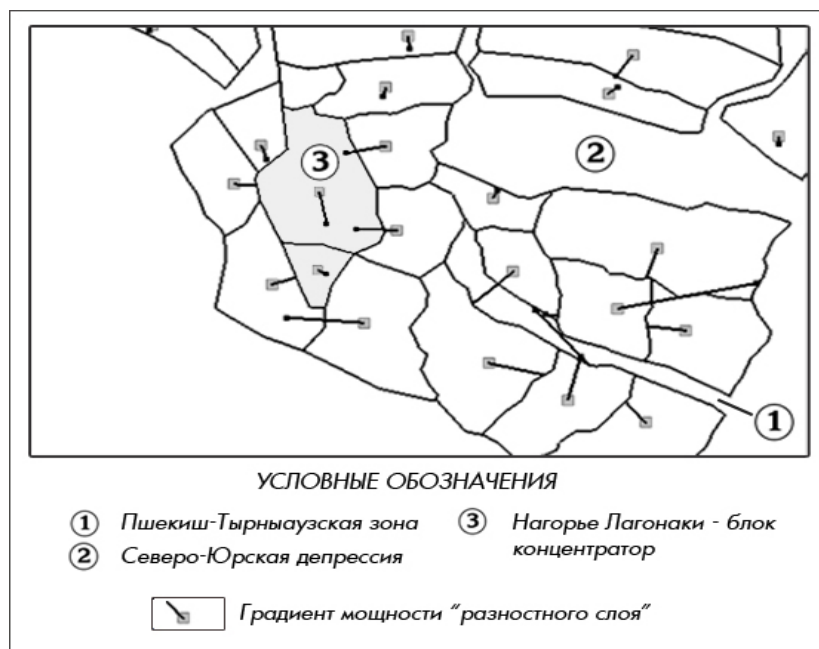 3
2
1
УСЛОВНЫЕ ОБОЗНАЧЕНИЯ
1 Пшекиш-Тырныаузская зона
2 Северо-Юрская депрессия
3 Нагорье Лагонаки - блок
концентратор
Градиент мощности "разностного слоя"